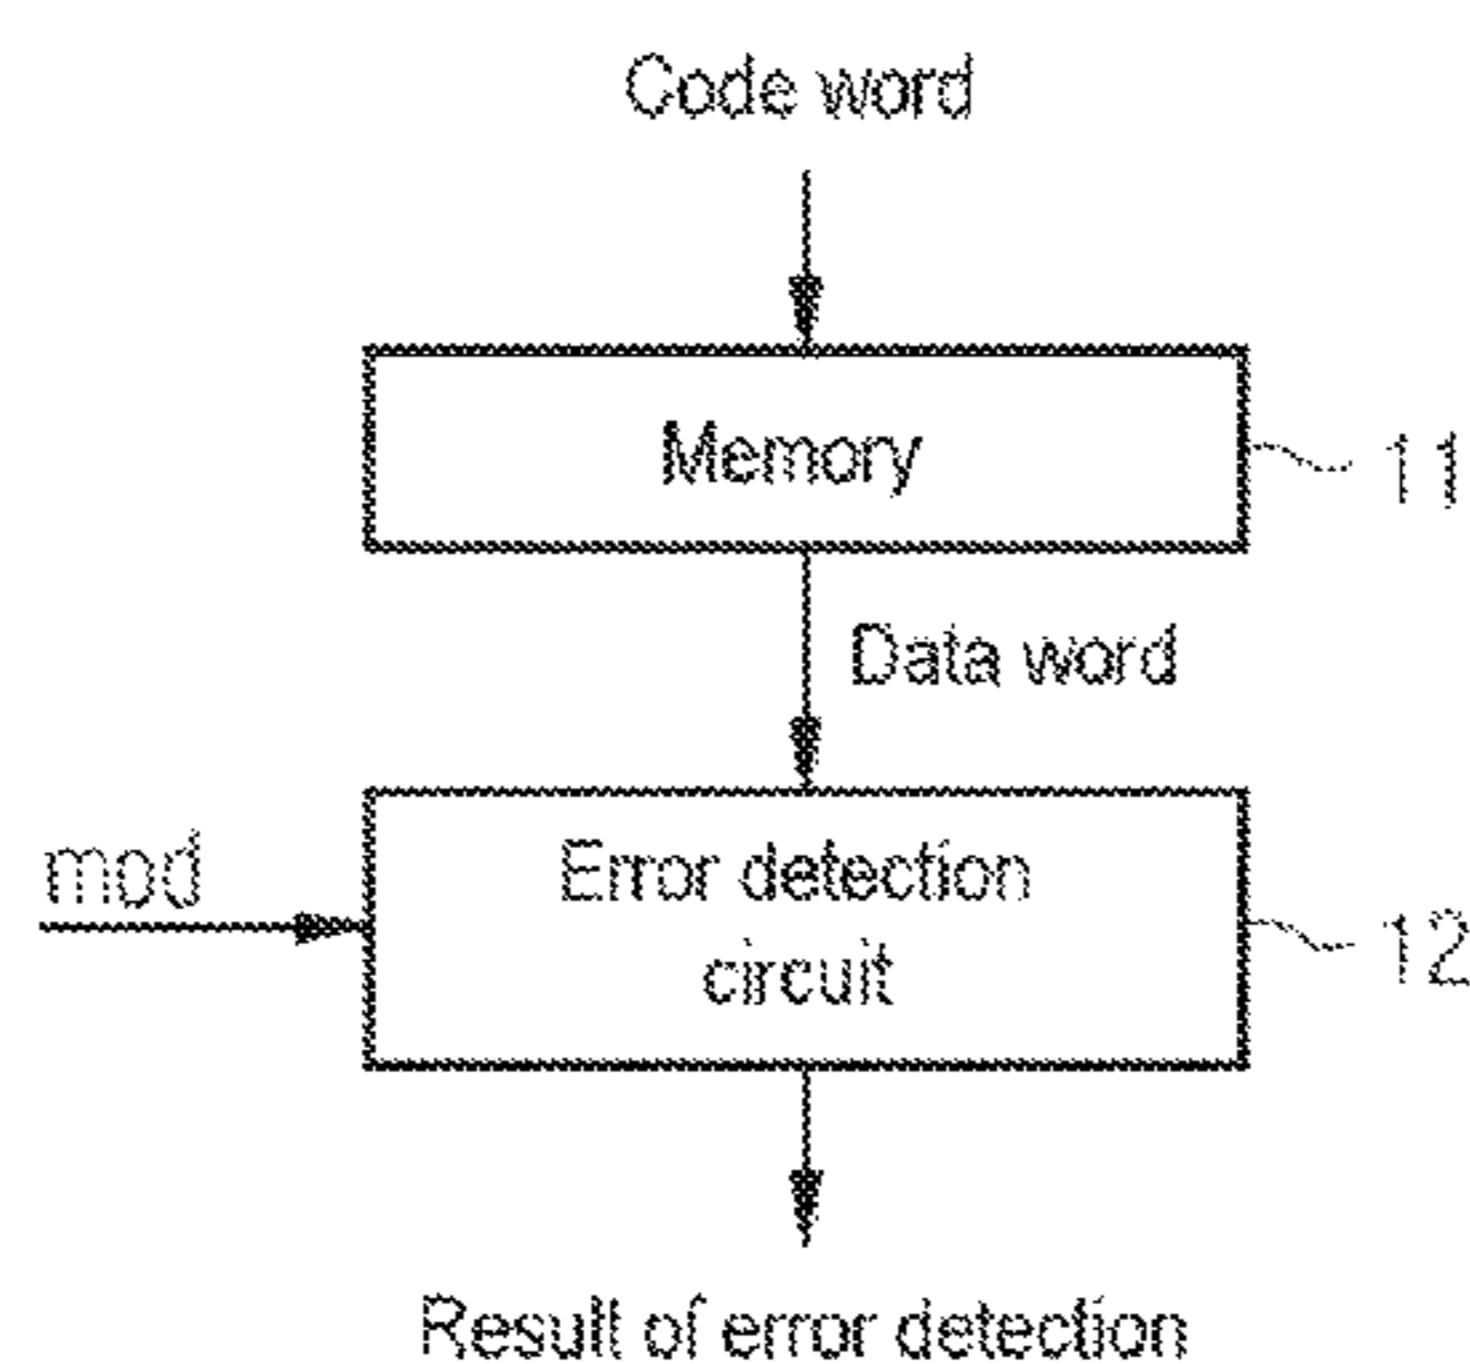 Code word
Memory
11
Data word
mod
Error detection
circuit
12
Result of error detection